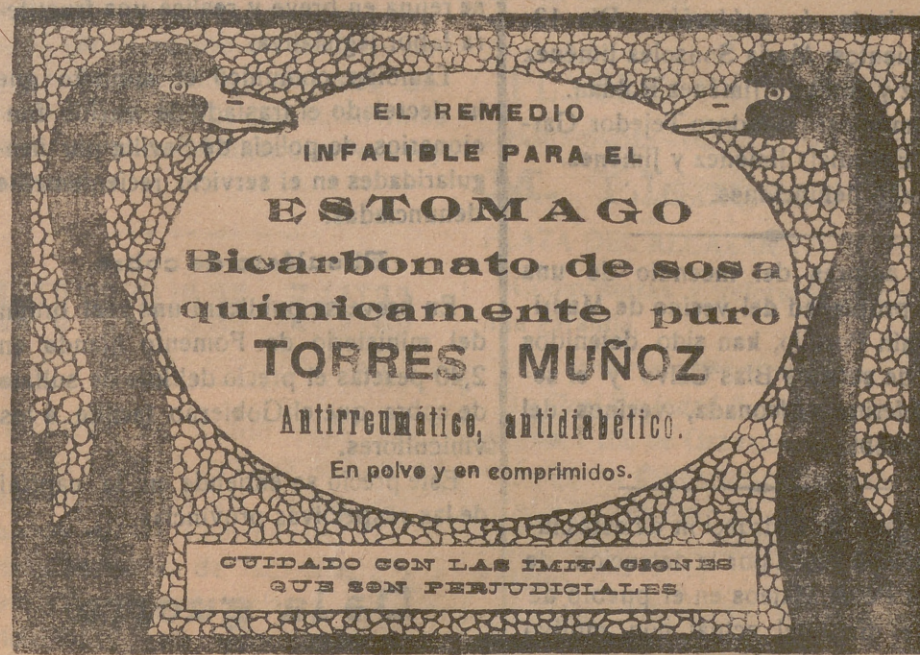 EL REMEDIO
INFALIBLE PARA EL
ESTOMAGO
Bicarbonato de sosa
químicamente puro
TORRES MUÑOZ
Antirreumático, antidiabético.
En polvo y en comprimidos.
CUIDADO CON LAS IMITACIONES
QUE SON PERJUDICIALES